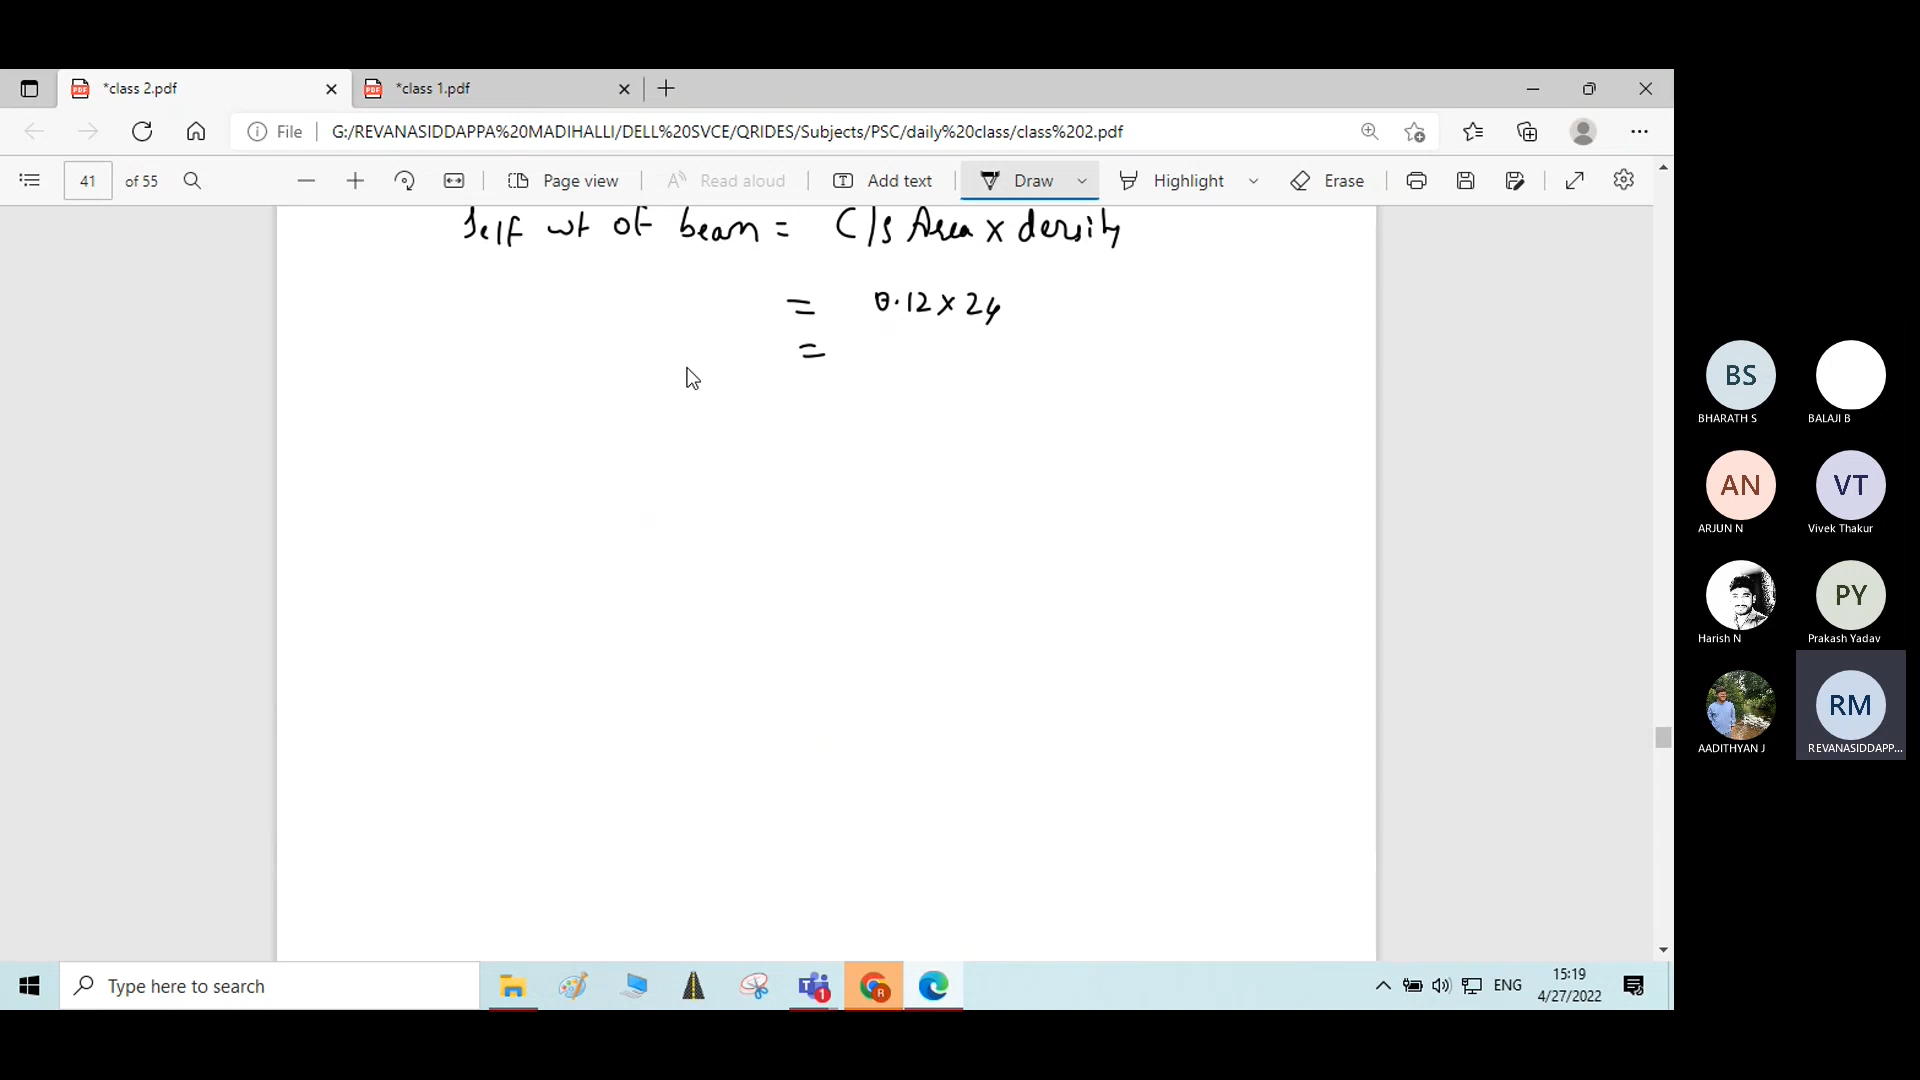 *class 2.pdf
*class 1.pdf
File
G:/REVANASIDDAPPA%20MADIHALLI/DELL%20SVCE/QRIDES/Subjects/PSC/daily%20class/class%202.pdf
41 of 55
Page view
Read aloud
Add text
Draw
Highlight
Erase
Self wt of beam = C/s Area x density
= 0.12 x 24
=
BS
BHARATH S
BALAJI B
AN
ARJUN N
VT
Vivek Thakur
Harish N
PY
Prakash Yadav
AADITHYAN J
RM
REVANASIDDAPP...
Type here to search
1
R
ENG
15:19
4/27/2022